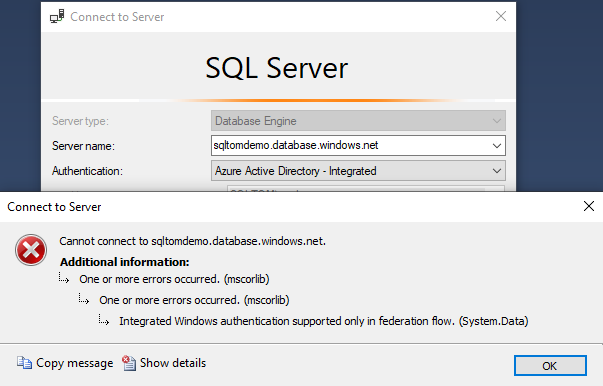 Connect to Server
SQL Server
Server type: Database Engine
Server name: sqltomdemo.database.windows.net
Authentication: Azure Active Directory - Integrated
Connect to Server
Cannot connect to sqltomdemo.database.windows.net.
Additional information:
One or more errors occurred. (mscorlib)
One or more errors occurred. (mscorlib)
Integrated Windows authentication supported only in federation flow. (System.Data)
Copy message Show details OK